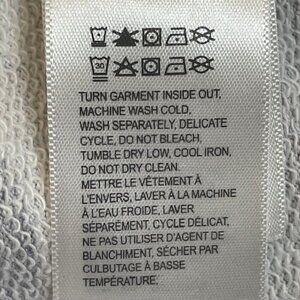 30
TURN GARMENT INSIDE OUT,
MACHINE WASH COLD,
WASH SEPARATELY, DELICATE
CYCLE, DO NOT BLEACH,
TUMBLE DRY LOW, COOL IRON,
DO NOT DRY CLEAN.
METTRE LE VÊTEMENT À
L'ENVERS, LAVER À LA MACHINE
À L'EAU FROIDE, LAVER
SÉPARÉMENT, CYCLE DÉLICAT,
NE PAS UTILISER D'AGENT DE
BLANCHIMENT, SÉCHER PAR
CULBUTAGE À BASSE
TEMPÉRATURE.